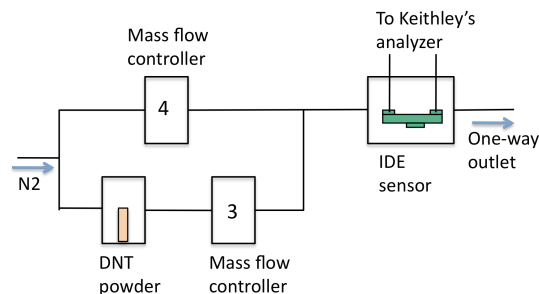 To Keithley's
analyzer
Mass flow
controller
4
One-way
outlet
IDE
sensor
N2
3
DNT
powder
Mass flow
controller